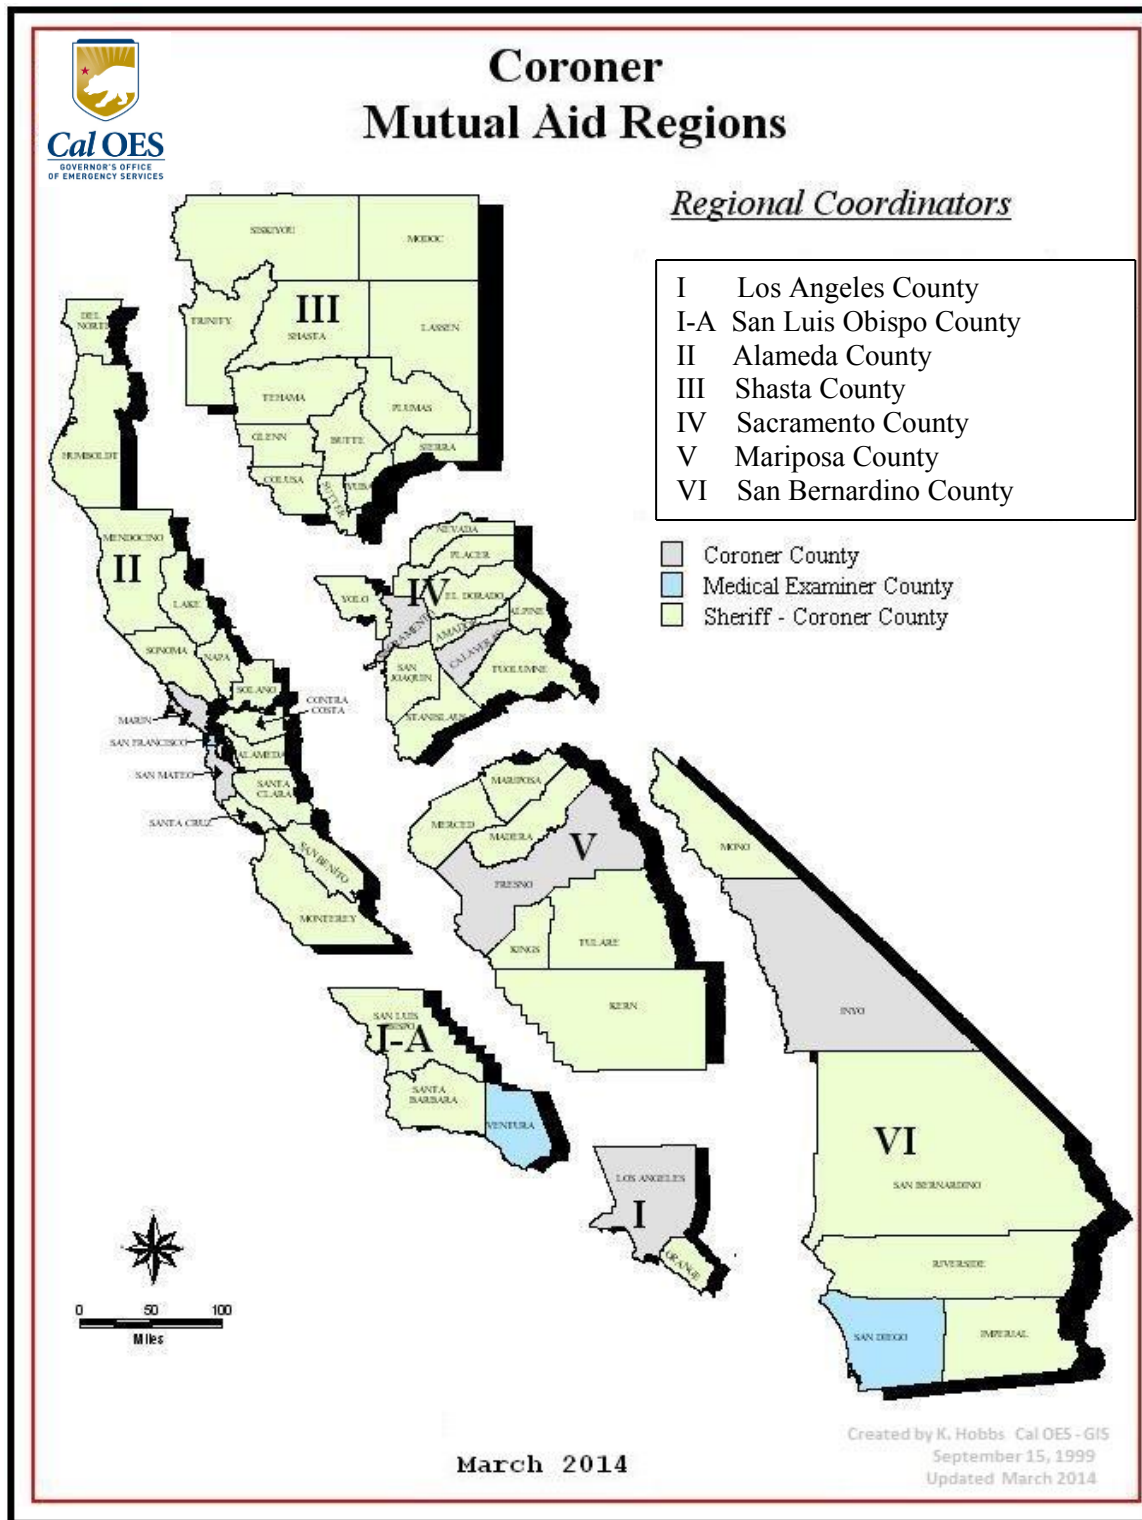 Coroner
Mutual Aid Regions
Cal OES
GOVERNOR'S OFFICE
OF EMERGENCY SERVICES
Regional Coordinators
I Los Angeles County
I-A San Luis Obispo County
II Alameda County
III Shasta County
IV Sacramento County
V Mariposa County
VI San Bernardino County
Coroner County
Medical Examiner County
Sheriff - Coroner County
SISKIYOU
MODOC
III
TRINITY
SHASTA
LASSEN
TEHAMA
PLUMAS
GLENN
BUTTE
SIERRA
COLUSA
SUTTER
YUBA
DEL
NORTE
HUMBOLDT
MENDOCINO
II
LAKE
SONOMA
NAPA
SOLANO
MARIN
CONTRA
COSTA
SAN FRANCISCO
ALAMEDA
SAN MATEO
SANTA
CLARA
SANTA CRUZ
SAN BENITO
MONTEREY
NEVADA
PLACER
YOLO
IV
EL DORADO
ALPINE
SACRAMENTO
AMADOR
CALAVERAS
SAN
JOAQUIN
TUOLUMNE
STANISLAUS
MARIPOSA
MERCED
MADERA
V
FRESNO
KINGS
TULARE
KERN
MONO
INYO
VI
SAN BERNARDINO
RIVERSIDE
SAN DIEGO
IMPERIAL
SAN LUIS
OBISPO
I-A
SANTA
BARBARA
VENTURA
LOS ANGELES
I
ORANGE
0 50 100
Miles
March 2014
Created by K. Hobbs Cal OES - GIS
September 15, 1999
Updated March 2014